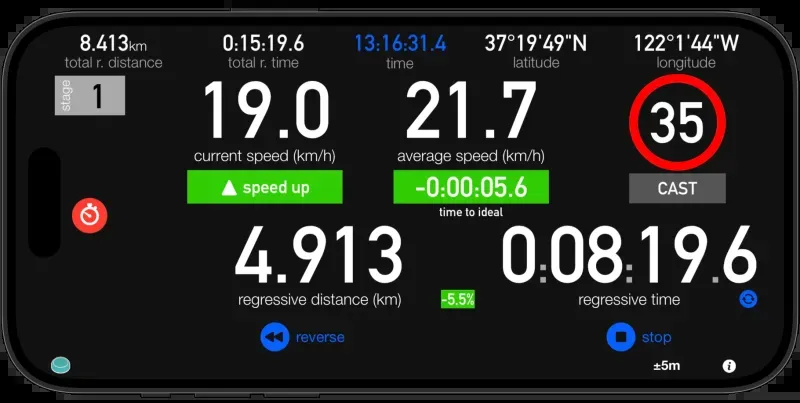 8.413km 0:15:19.6 13:16:31.4 37°19'49"N 122°1'44"W
total r. distance total r. time time latitude longitude
stage 1
19.0 21.7 35
current speed (km/h) average speed (km/h)
speed up -0:00:05.6 CAST
time to ideal
4.913 0:08:19.6
regressive distance (km) -5.5% regressive time
reverse stop
±5m i